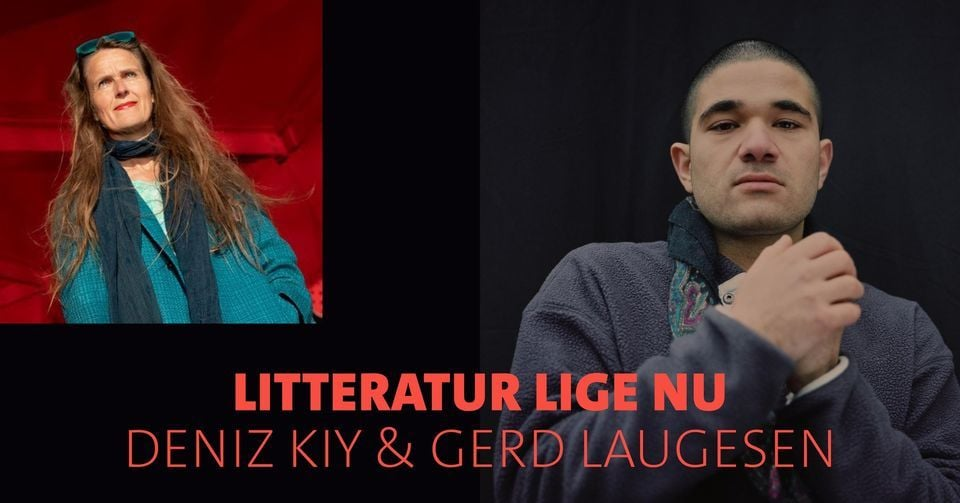 LITTERATUR LIGE NU
DENIZ KIY & GERD LAUGESEN